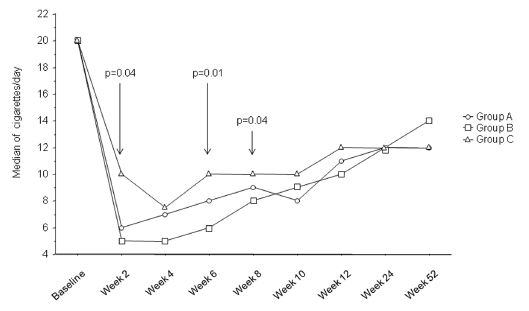 22
20
18
16
14
12
10
8
6
4
Median of cigarettes/day
p=0.04
p=0.01
p=0.04
Group A
Group B
Group C
Baseline
Week 2
Week 4
Week 6
Week 8
Week 10
Week 12
Week 24
Week 52